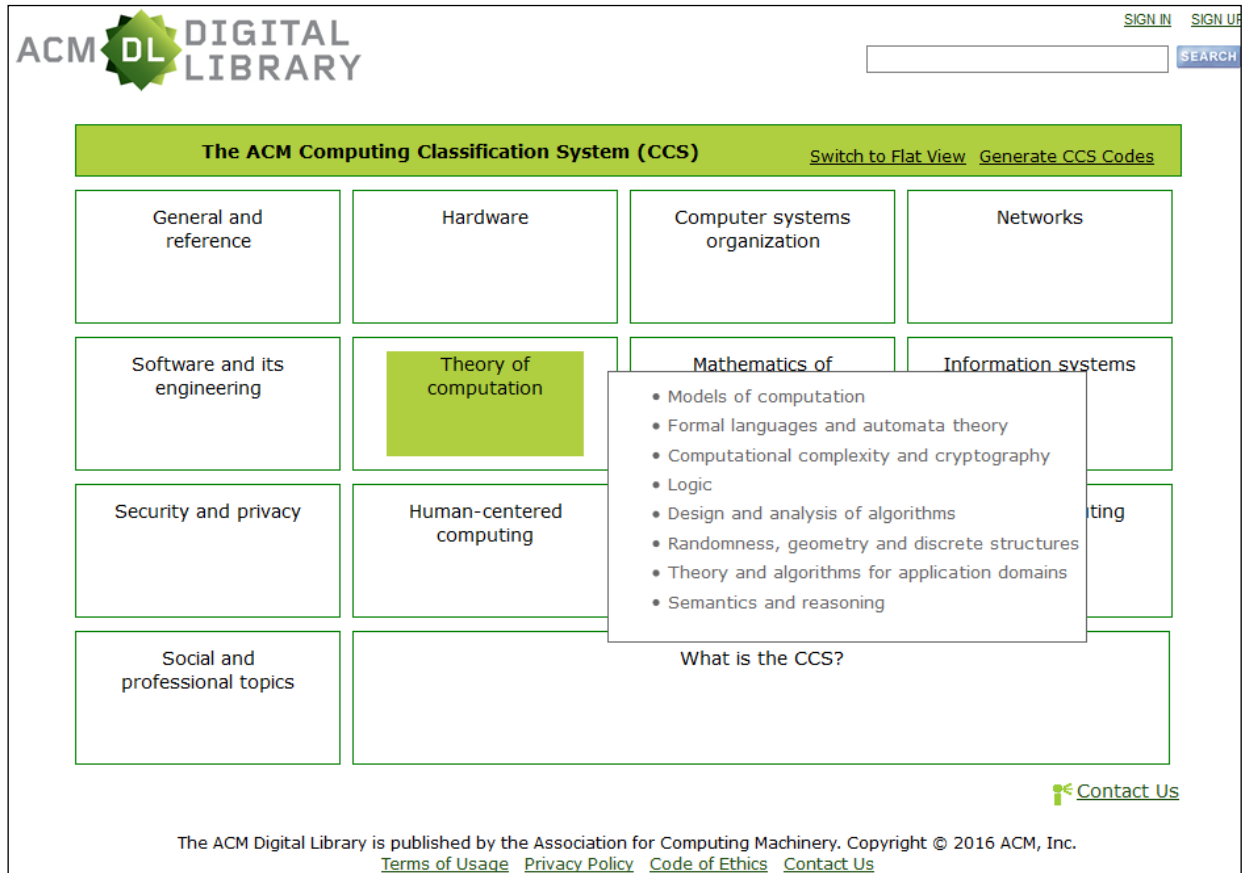 ACM DL DIGITAL LIBRARY
SIGN IN SIGN UP
SEARCH
The ACM Computing Classification System (CCS) Switch to Flat View Generate CCS Codes
General and
reference
Hardware
Computer systems
organization
Networks
Software and its
engineering
Theory of
computation
Mathematics of
Information systems
• Models of computation
• Formal languages and automata theory
• Computational complexity and cryptography
• Logic
• Design and analysis of algorithms
• Randomness, geometry and discrete structures
• Theory and algorithms for application domains
• Semantics and reasoning
Security and privacy
Human-centered
computing
Social and
professional topics
What is the CCS?
Contact Us
The ACM Digital Library is published by the Association for Computing Machinery. Copyright © 2016 ACM, Inc.
Terms of Usage Privacy Policy Code of Ethics Contact Us